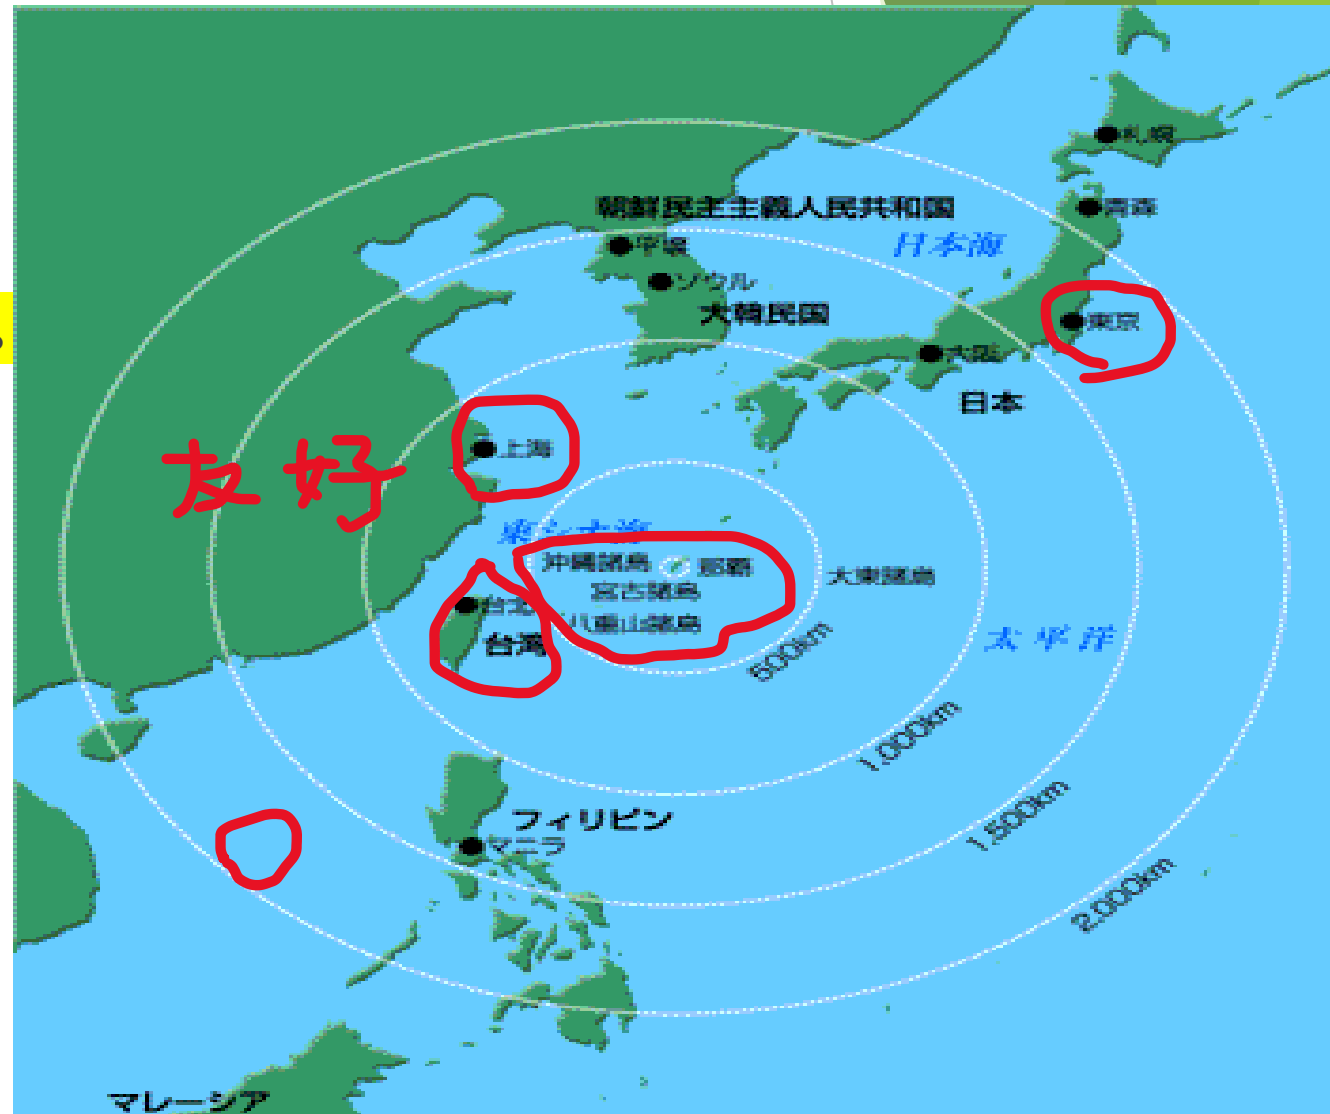 札幌
朝鮮民主主義人民共和国
青森
日本海
平壌
ソウル
大韓民国
東京
大阪
日本
友好
上海
東シナ海
沖縄諸島
那覇
宮古諸島
大東諸島
台北
八重山諸島
台湾
太平洋
500km
1,000km
1,500km
2,000km
フィリピン
マニラ
マレーシア